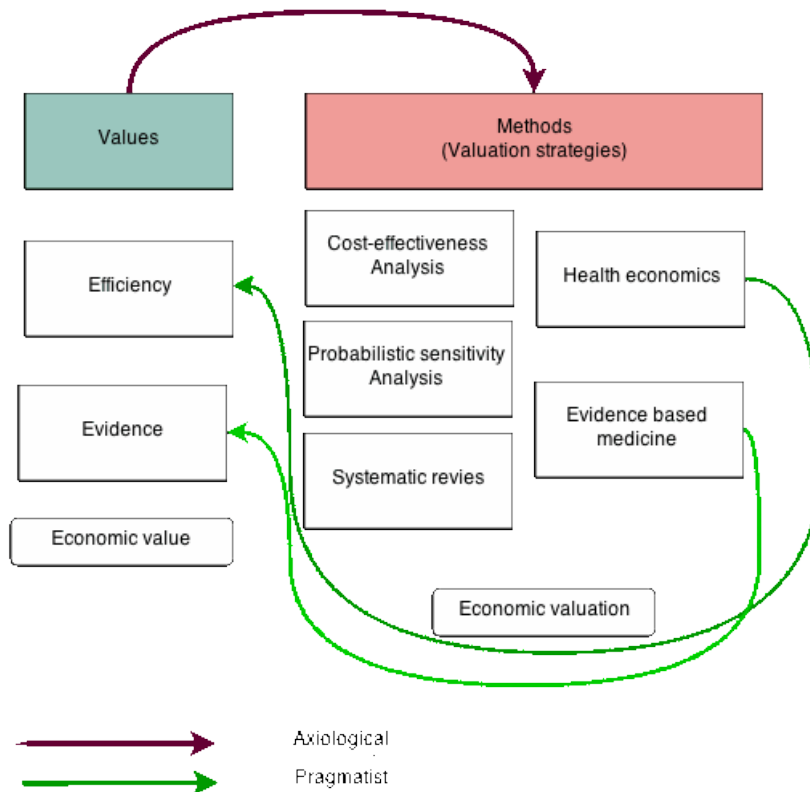 Values
Methods
(Valuation strategies)
Efficiency
Cost-effectiveness
Analysis
Health economics
Probabilistic sensitivity
Analysis
Evidence
Evidence based
medicine
Systematic revies
Economic value
Economic valuation
Axiological
Pragmatist